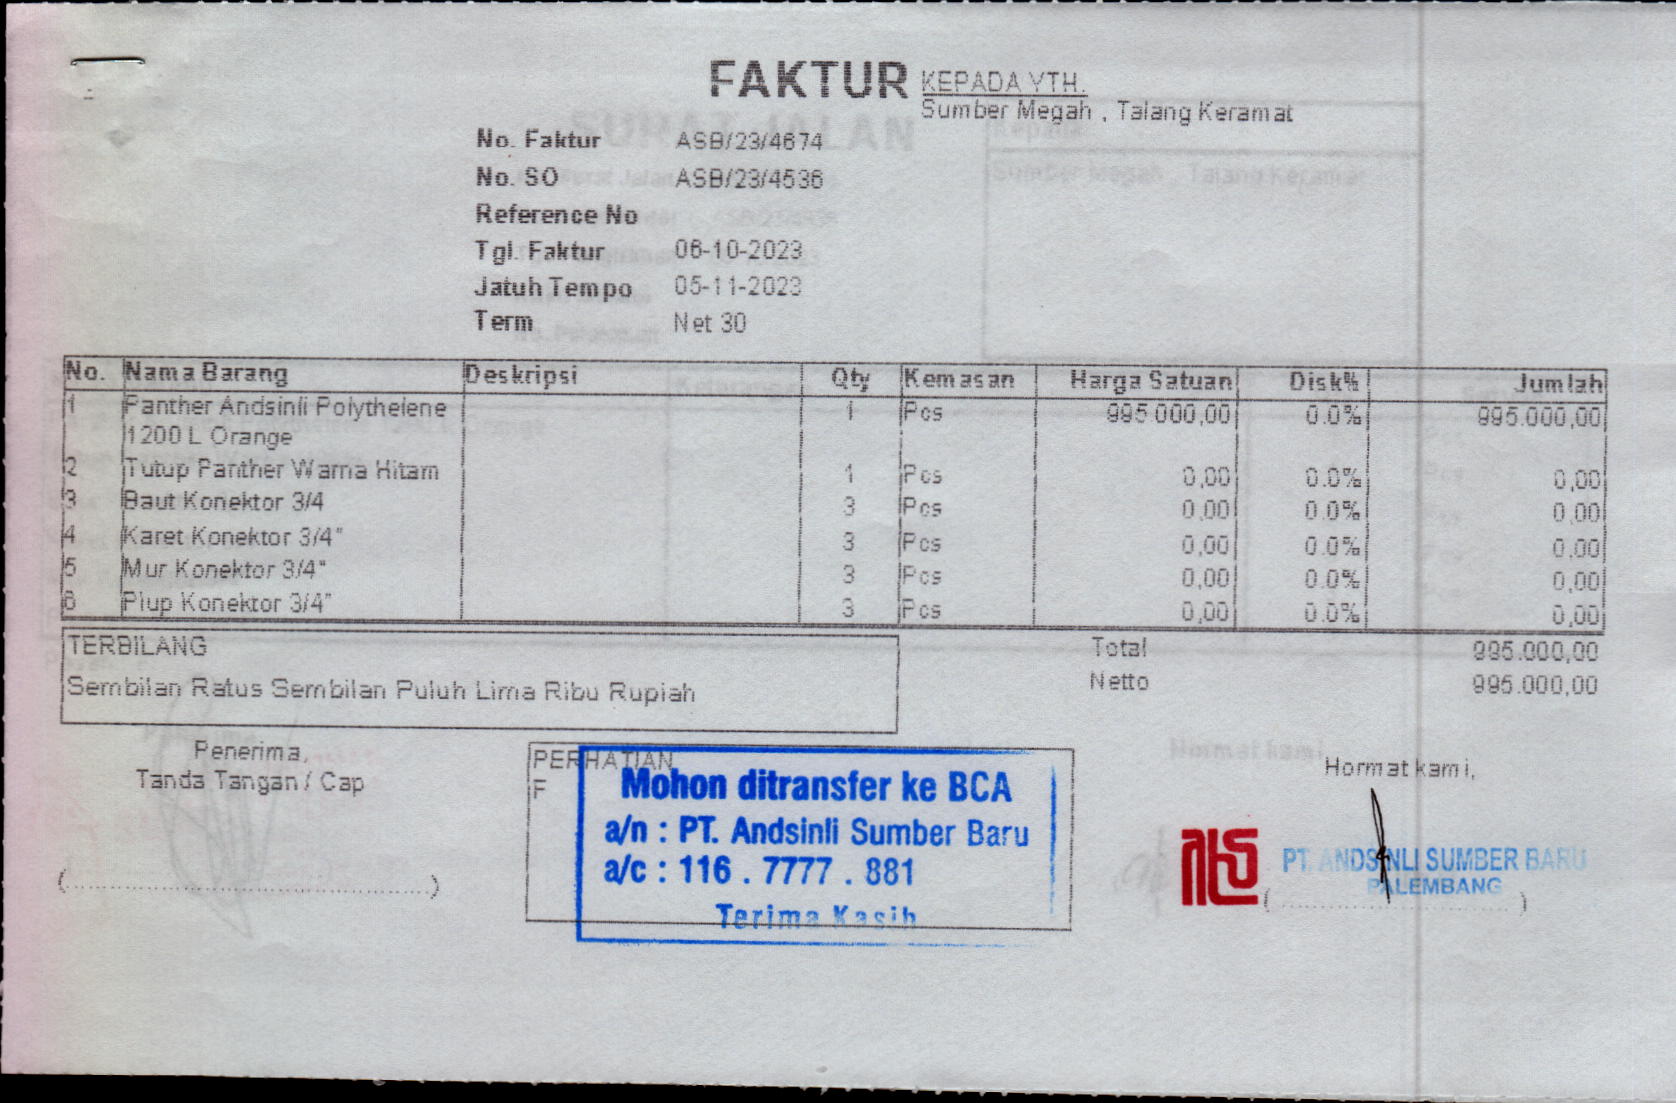 FAKTUR
KEPADA YTH.
Sumber Megah , Talang Keramat
No. Faktur ASB/23/4674
No. SO ASB/23/4536
Reference No
Tgl. Faktur 06-10-2023
Jatuh Tempo 05-11-2023
Term Net 30
No. Nama Barang Deskripsi Qty Kemasan Harga Satuan Disk% Jumlah
1 Panther Andsinli Polythelene 1 Pcs 995.000,00 0.0% 995.000,00
1200 L Orange
2 Tutup Panther Warna Hitam 1 Pcs 0,00 0.0% 0,00
3 Baut Konektor 3/4 3 Pcs 0,00 0.0% 0,00
4 Karet Konektor 3/4" 3 Pcs 0,00 0.0% 0,00
5 Mur Konektor 3/4" 3 Pcs 0,00 0.0% 0,00
6 Plup Konektor 3/4" 3 Pcs 0,00 0.0% 0,00
TERBILANG
Sembilan Ratus Sembilan Puluh Lima Ribu Rupiah
Total 995.000,00
Netto 995.000,00
Penerima,
Tanda Tangan / Cap
PERHATIAN
F
Mohon ditransfer ke BCA
a/n : PT. Andsinli Sumber Baru
a/c : 116 . 7777 . 881
Terima Kasih
Hormat kami,
PT. ANDSINLI SUMBER BARU
PALEMBANG